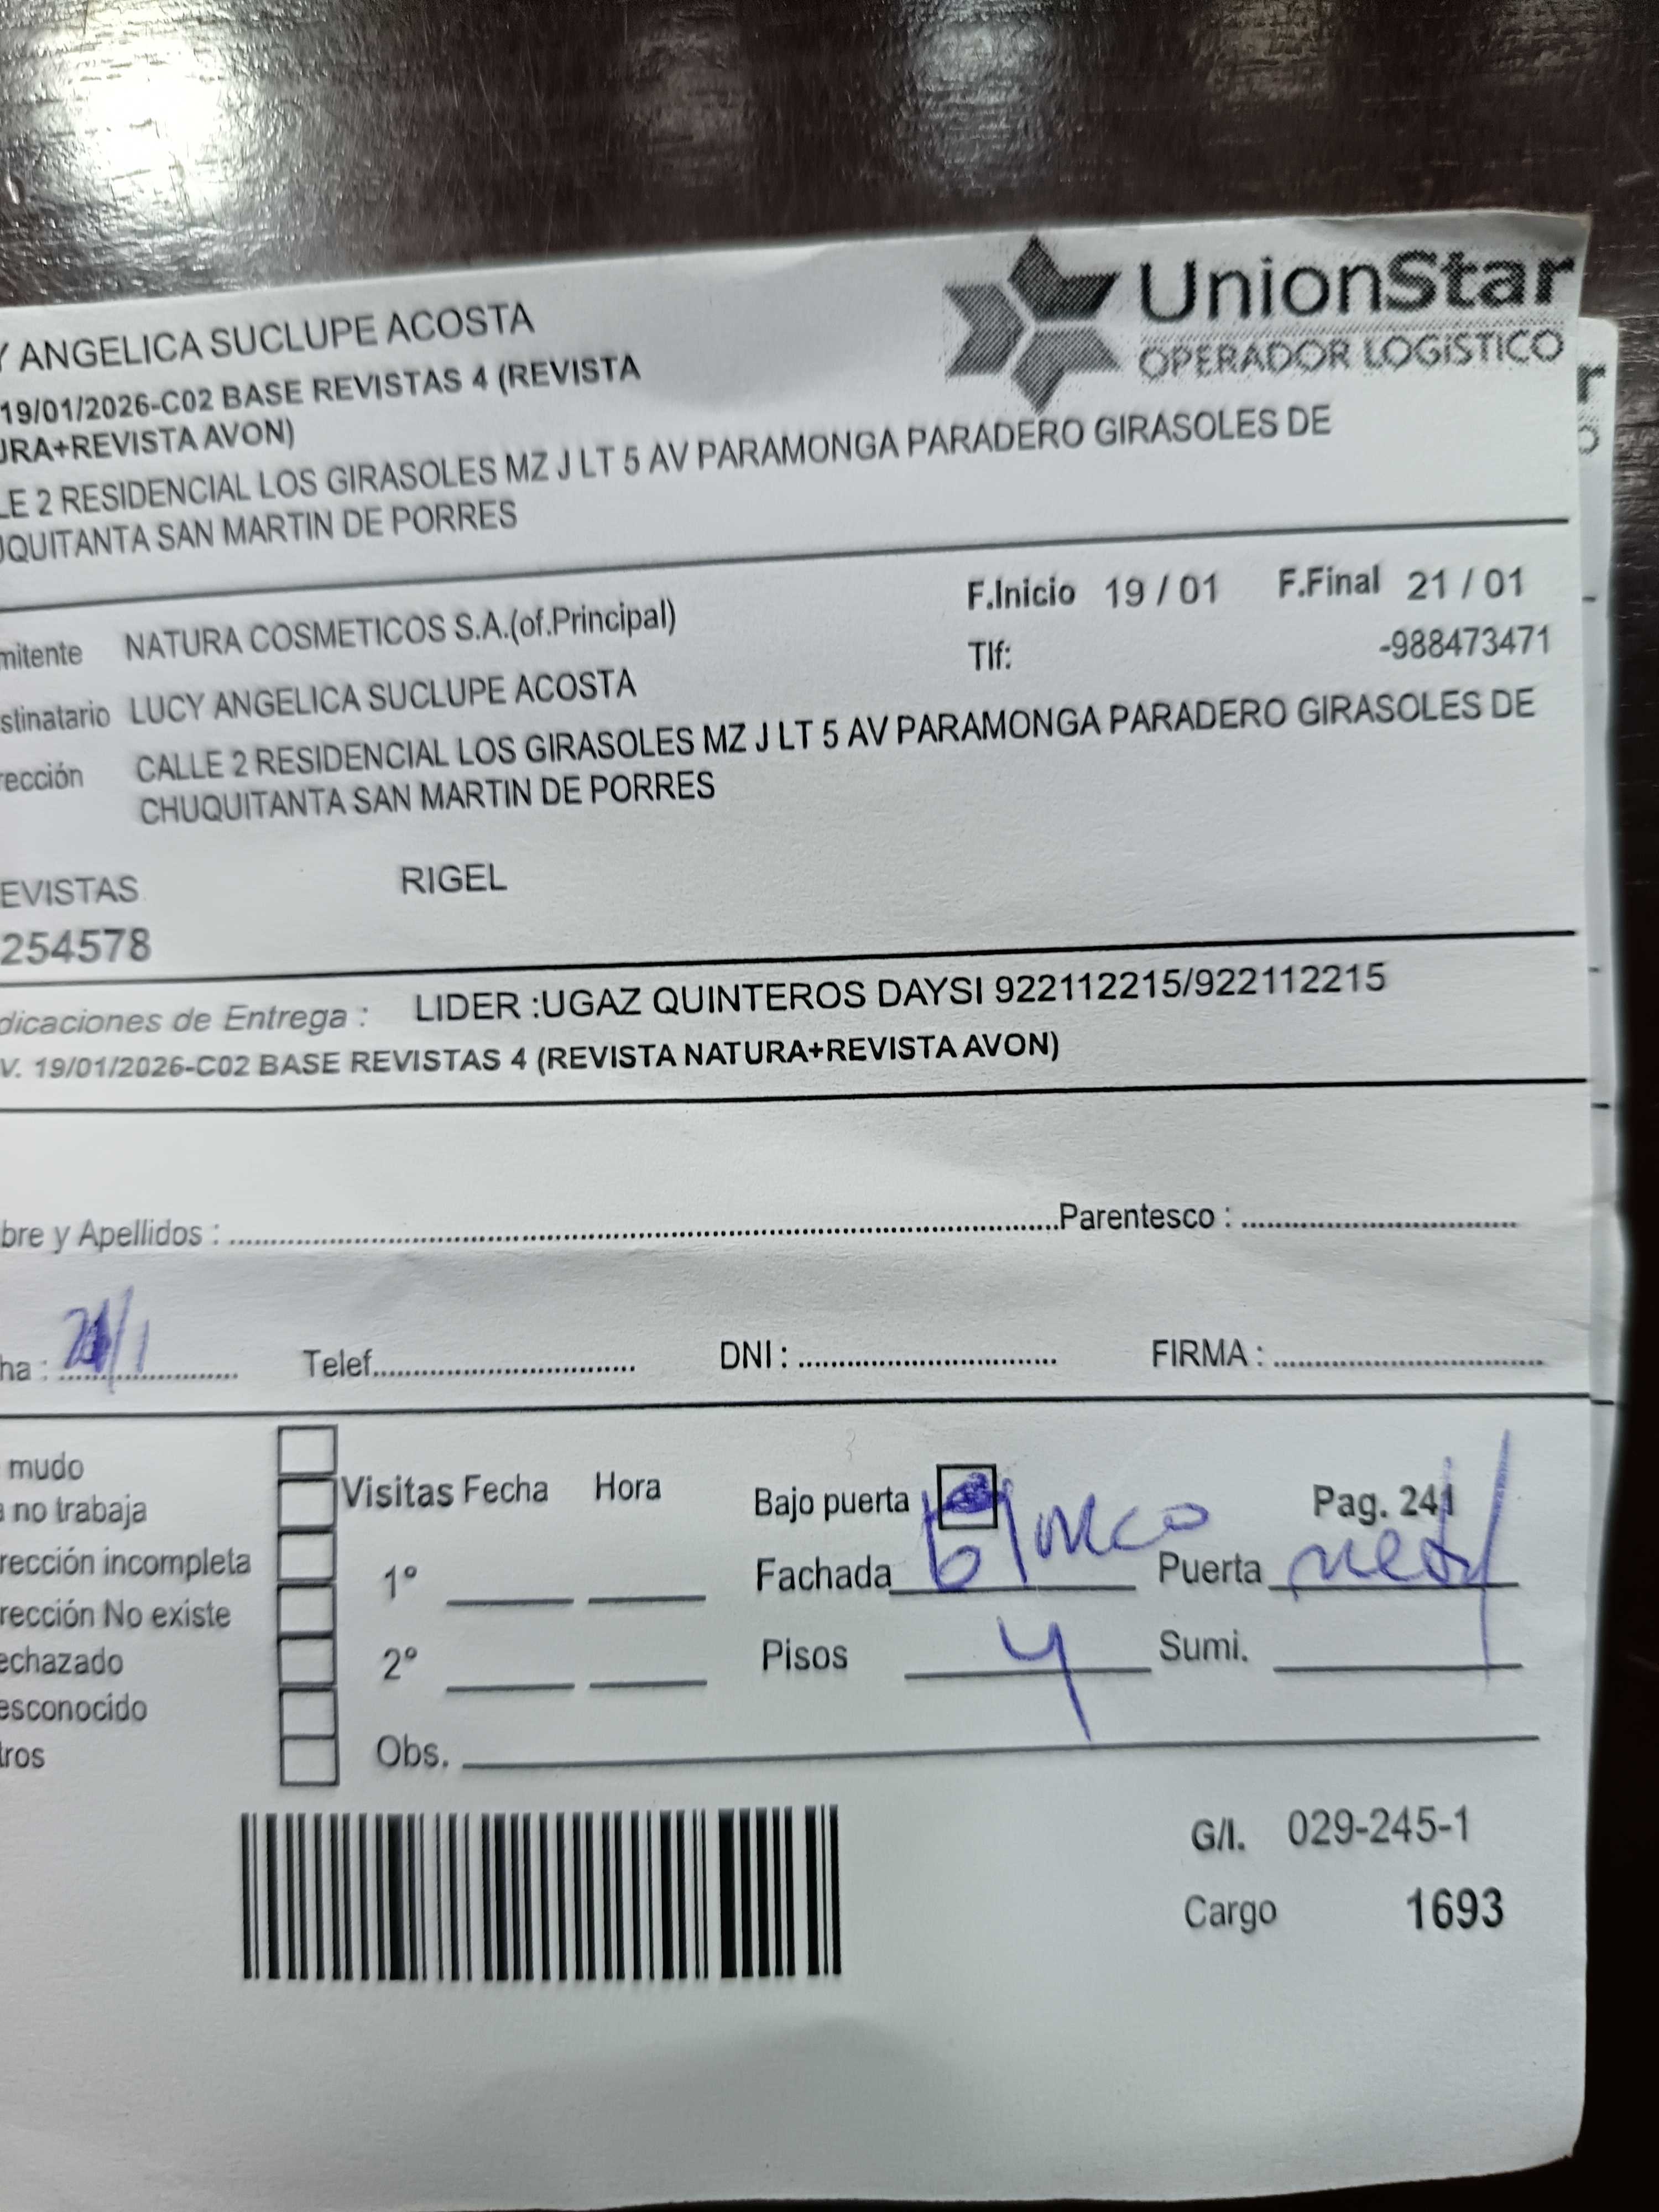 Y ANGELICA SUCLUPE ACOSTA
UnionStar
OPERADOR LOGíSTICO
19/01/2026-C02 BASE REVISTAS 4 (REVISTA
URA+REVISTA AVON)
LE 2 RESIDENCIAL LOS GIRASOLES MZ J LT 5 AV PARAMONGA PARADERO GIRASOLES DE
UQUITANTA SAN MARTIN DE PORRES
mitente NATURA COSMETICOS S.A.(of.Principal)
F.Inicio 19 / 01 F.Final 21 / 01
Tlf: -988473471
stinatario LUCY ANGELICA SUCLUPE ACOSTA
rección CALLE 2 RESIDENCIAL LOS GIRASOLES MZ J LT 5 AV PARAMONGA PARADERO GIRASOLES DE
CHUQUITANTA SAN MARTIN DE PORRES
EVISTAS RIGEL
254578
dicaciones de Entrega : LIDER :UGAZ QUINTEROS DAYSI 922112215/922112215
V. 19/01/2026-C02 BASE REVISTAS 4 (REVISTA NATURA+REVISTA AVON)
bre y Apellidos : Parentesco :
ha : Telef. DNI : FIRMA :
mudo
no trabaja
rección incompleta
rección No existe
echazado
esconocido
tros
Visitas Fecha Hora
1°
2°
Obs.
Bajo puerta Pag. 241
Fachada blanco Puerta
Pisos 4 Sumi.
G/I. 029-245-1
Cargo 1693